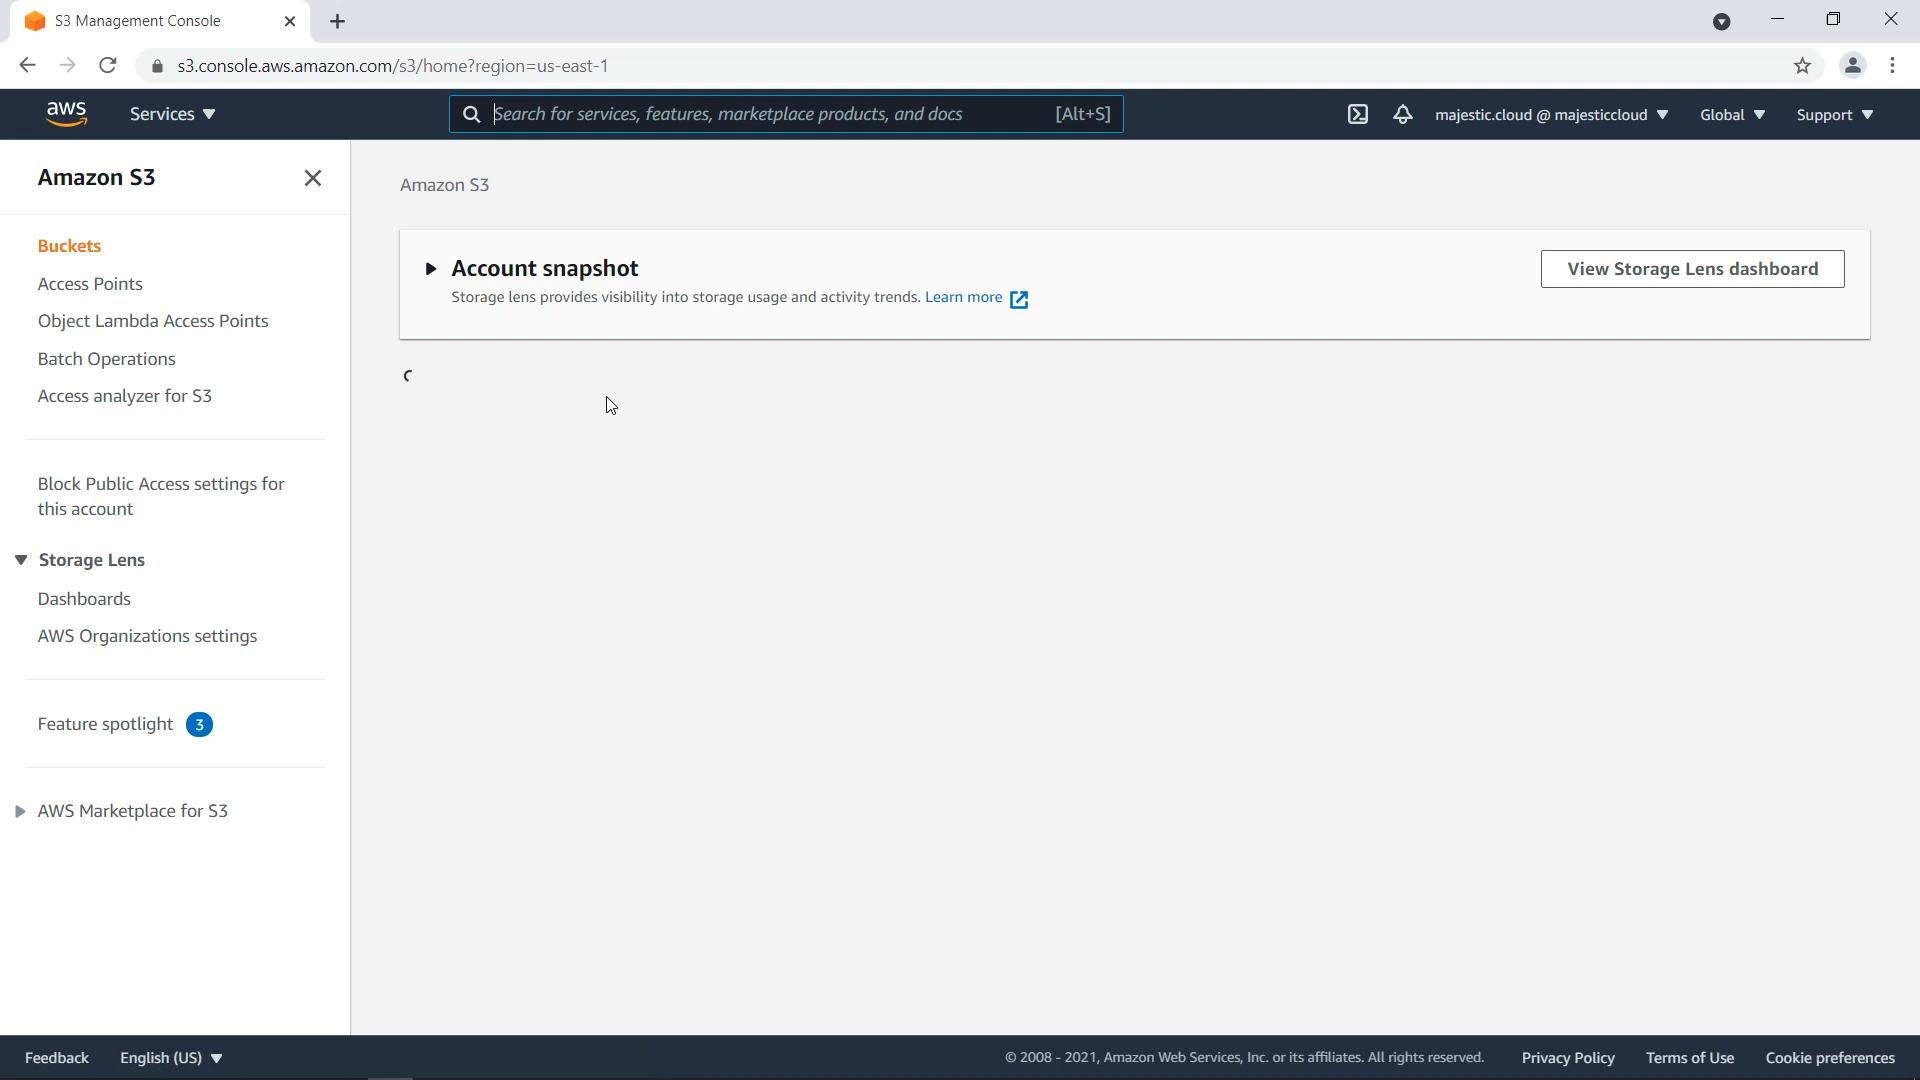 S3 Management Console
s3.console.aws.amazon.com/s3/home?region=us-east-1
aws
Services
Search for services, features, marketplace products, and docs [Alt+S]
majestic.cloud @ majesticcloud
Global
Support
Amazon S3
Buckets
Access Points
Object Lambda Access Points
Batch Operations
Access analyzer for S3
Block Public Access settings for
this account
Storage Lens
Dashboards
AWS Organizations settings
Feature spotlight 3
AWS Marketplace for S3
Amazon S3
Account snapshot
Storage lens provides visibility into storage usage and activity trends. Learn more
View Storage Lens dashboard
Feedback
English (US)
© 2008 - 2021, Amazon Web Services, Inc. or its affiliates. All rights reserved.
Privacy Policy
Terms of Use
Cookie preferences